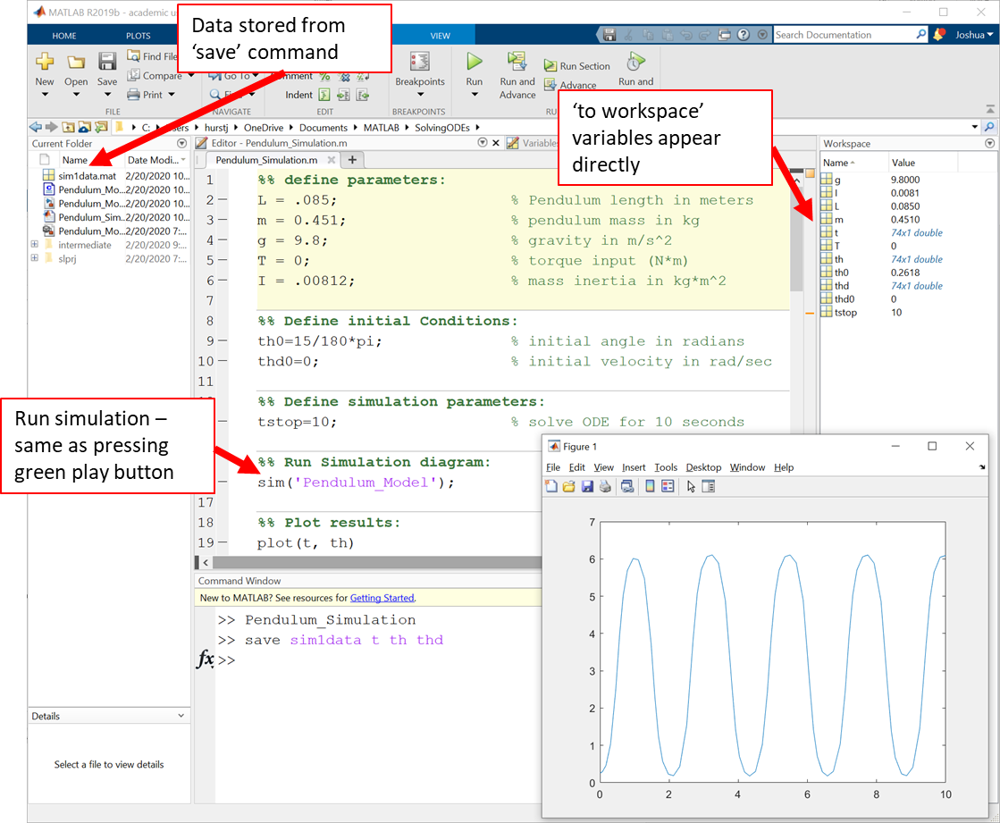 MATLAB R2019b - academic u
Data stored from
‘save’ command
HOME
PLOTS
VIEW
Search Documentation
Joshua
New
Open
Save
Find File
Compare
Print
FILE
Go To
Find
NAVIGATE
Comment
Indent
EDIT
Breakpoints
BREAKPOINTS
Run
Run and
Advance
Run Section
Advance
Run and
‘to workspace’
variables appear
directly
C: ▸ Users ▸ hurstj ▸ OneDrive ▸ Documents ▸ MATLAB ▸ SolvingODEs ▸
Current Folder
Name Date Modi...
sim1data.mat 2/20/2020 10...
Pendulum_Mo... 2/20/2020 10...
Pendulum_Mo... 2/20/2020 10...
Pendulum_Sim... 2/20/2020 10...
Pendulum_Mo... 2/20/2020 7:...
intermediate 2/20/2020 9:...
slprj 2/20/2020 7:...
Editor - Pendulum_Simulation.m
Variables
Pendulum_Simulation.m
1 %% define parameters:
2 L = .085; % Pendulum length in meters
3 m = 0.451; % pendulum mass in kg
4 g = 9.8; % gravity in m/s^2
5 T = 0; % torque input (N*m)
6 I = .00812; % mass inertia in kg*m^2
7
8 %% Define initial Conditions:
9 th0=15/180*pi; % initial angle in radians
10 thd0=0; % initial velocity in rad/sec
11
%% Define simulation parameters:
tstop=10; % solve ODE for 10 seconds
%% Run Simulation diagram:
sim('Pendulum_Model');
17
18 %% Plot results:
19 plot(t, th)
Run simulation –
same as pressing
green play button
Workspace
Name Value
g 9.8000
I 0.0081
L 0.0850
m 0.4510
t 74x1 double
T 0
th 74x1 double
th0 0.2618
thd 74x1 double
thd0 0
tstop 10
Command Window
New to MATLAB? See resources for Getting Started.
>> Pendulum_Simulation
>> save sim1data t th thd
fx >>
Details
Select a file to view details
Figure 1
File Edit View Insert Tools Desktop Window Help
7
6
5
4
3
2
1
0
0 2 4 6 8 10